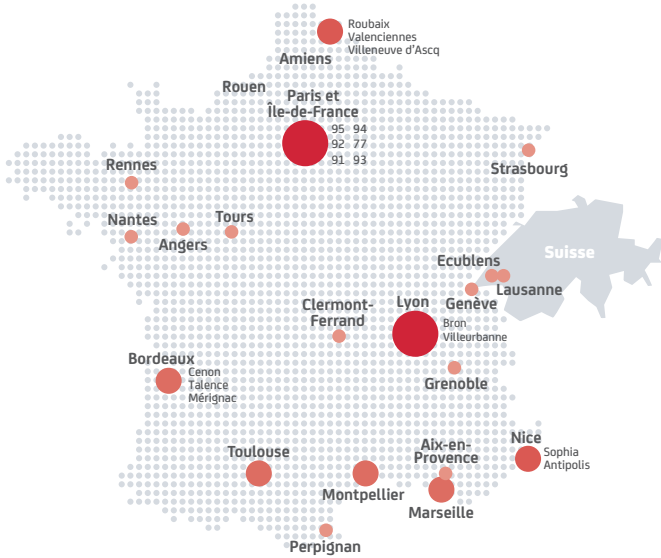 Roubaix
Valenciennes
Villeneuve d'Ascq
Amiens
Rouen
Paris et
Île-de-France
95 94
92 77
91 93
Rennes
Strasbourg
Nantes
Angers
Tours
Suisse
Ecublens
Lausanne
Genève
Clermont-
Ferrand
Lyon
Bron
Villeurbanne
Bordeaux
Cenon
Talence
Mérignac
Grenoble
Toulouse
Montpellier
Aix-en-
Provence
Marseille
Nice
Sophia
Antipolis
Perpignan